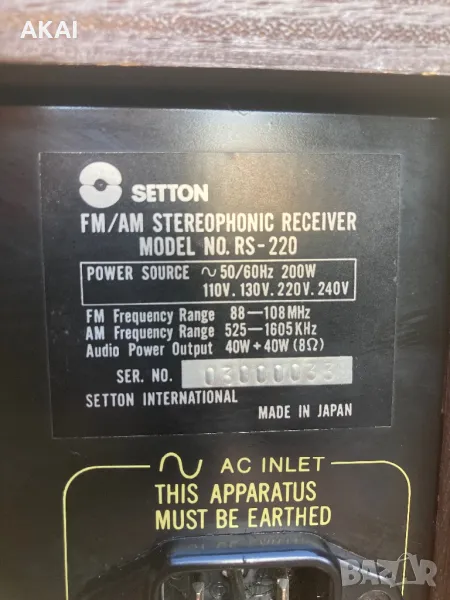 AKAI
SETTON
FM/AM STEREOPHONIC RECEIVER
MODEL NO. RS-220
POWER SOURCE ~ 50/60Hz 200W
110V. 130V. 220V. 240V
FM Frequency Range 88—108MHz
AM Frequency Range 525—1605KHz
Audio Power Output 40W + 40W (8Ω)
SER. NO. 03000033
SETTON INTERNATIONAL
MADE IN JAPAN
~ AC INLET
THIS APPARATUS
MUST BE EARTHED
BAZAR